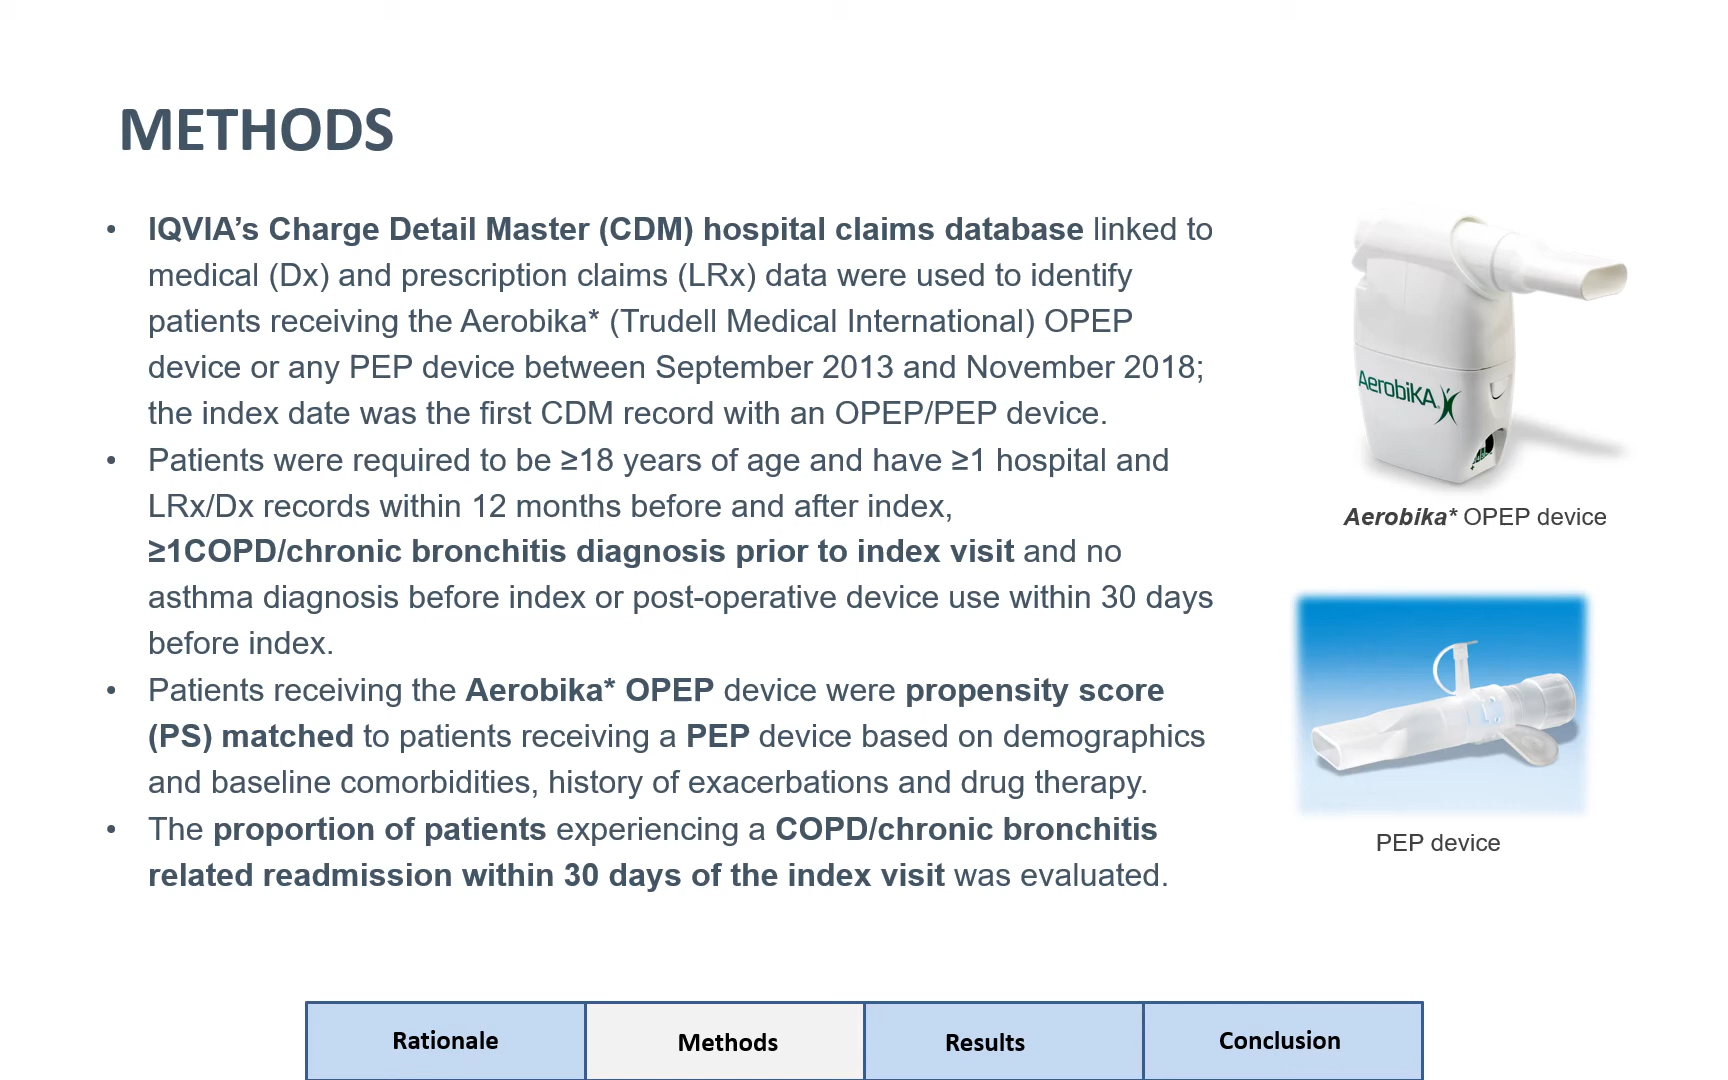 METHODS
• IQVIA’s Charge Detail Master (CDM) hospital claims database linked to
medical (Dx) and prescription claims (LRx) data were used to identify
patients receiving the Aerobika* (Trudell Medical International) OPEP
device or any PEP device between September 2013 and November 2018;
the index date was the first CDM record with an OPEP/PEP device.
• Patients were required to be ≥18 years of age and have ≥1 hospital and
LRx/Dx records within 12 months before and after index,
≥1COPD/chronic bronchitis diagnosis prior to index visit and no
asthma diagnosis before index or post-operative device use within 30 days
before index.
• Patients receiving the Aerobika* OPEP device were propensity score
(PS) matched to patients receiving a PEP device based on demographics
and baseline comorbidities, history of exacerbations and drug therapy.
• The proportion of patients experiencing a COPD/chronic bronchitis
related readmission within 30 days of the index visit was evaluated.
AerobiKA
Aerobika* OPEP device
PEP device
Rationale
Methods
Results
Conclusion